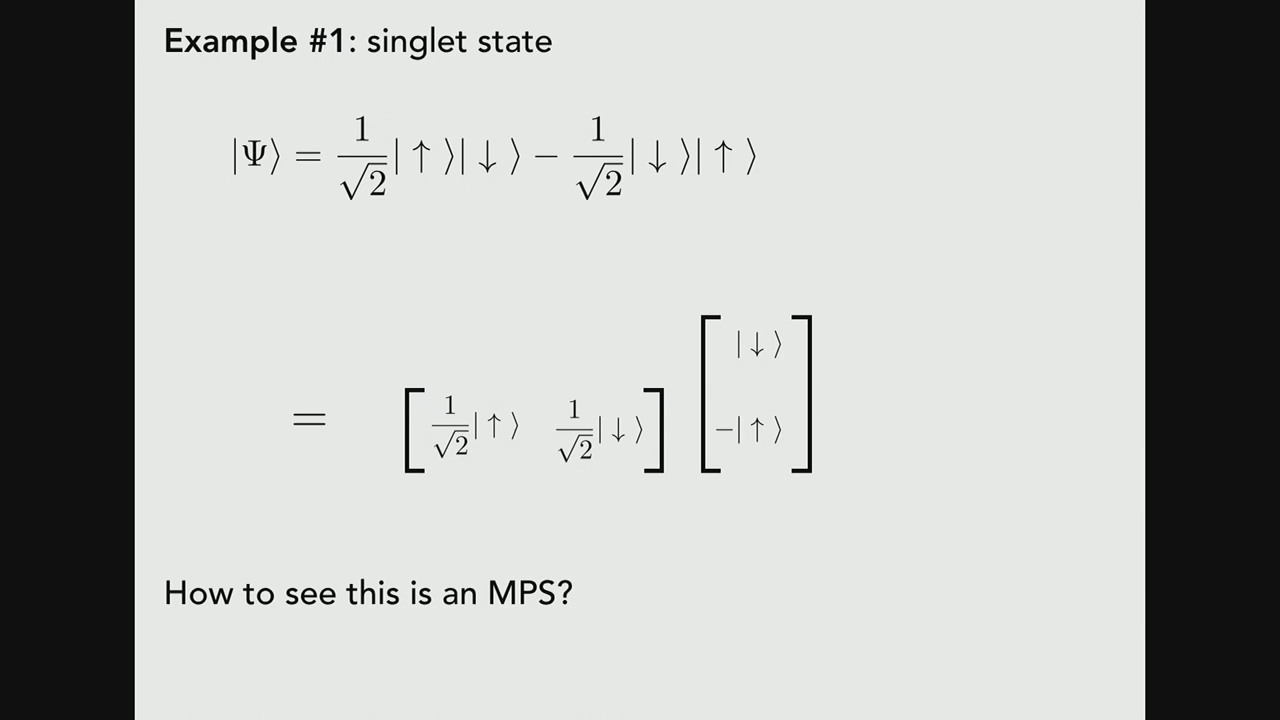 Example #1: singlet state
|Ψ⟩ = 1/√2 |↑⟩|↓⟩ − 1/√2 |↓⟩|↑⟩
= [ 1/√2 |↑⟩ 1/√2 |↓⟩ ] [ |↓⟩
−|↑⟩ ]
How to see this is an MPS?